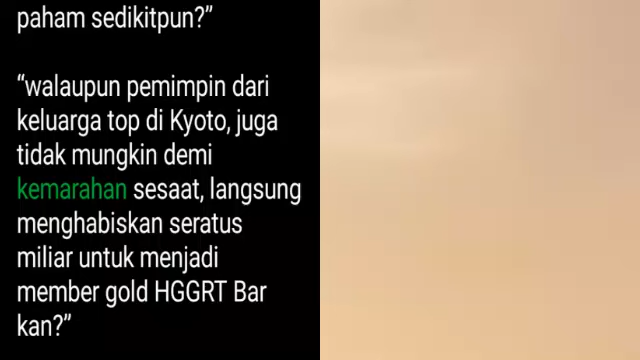 paham sedikitpun?”
“walaupun pemimpin dari
keluarga top di Kyoto, juga
tidak mungkin demi
kemarahan sesaat, langsung
menghabiskan seratus
miliar untuk menjadi
member gold HGGRT Bar
kan?”